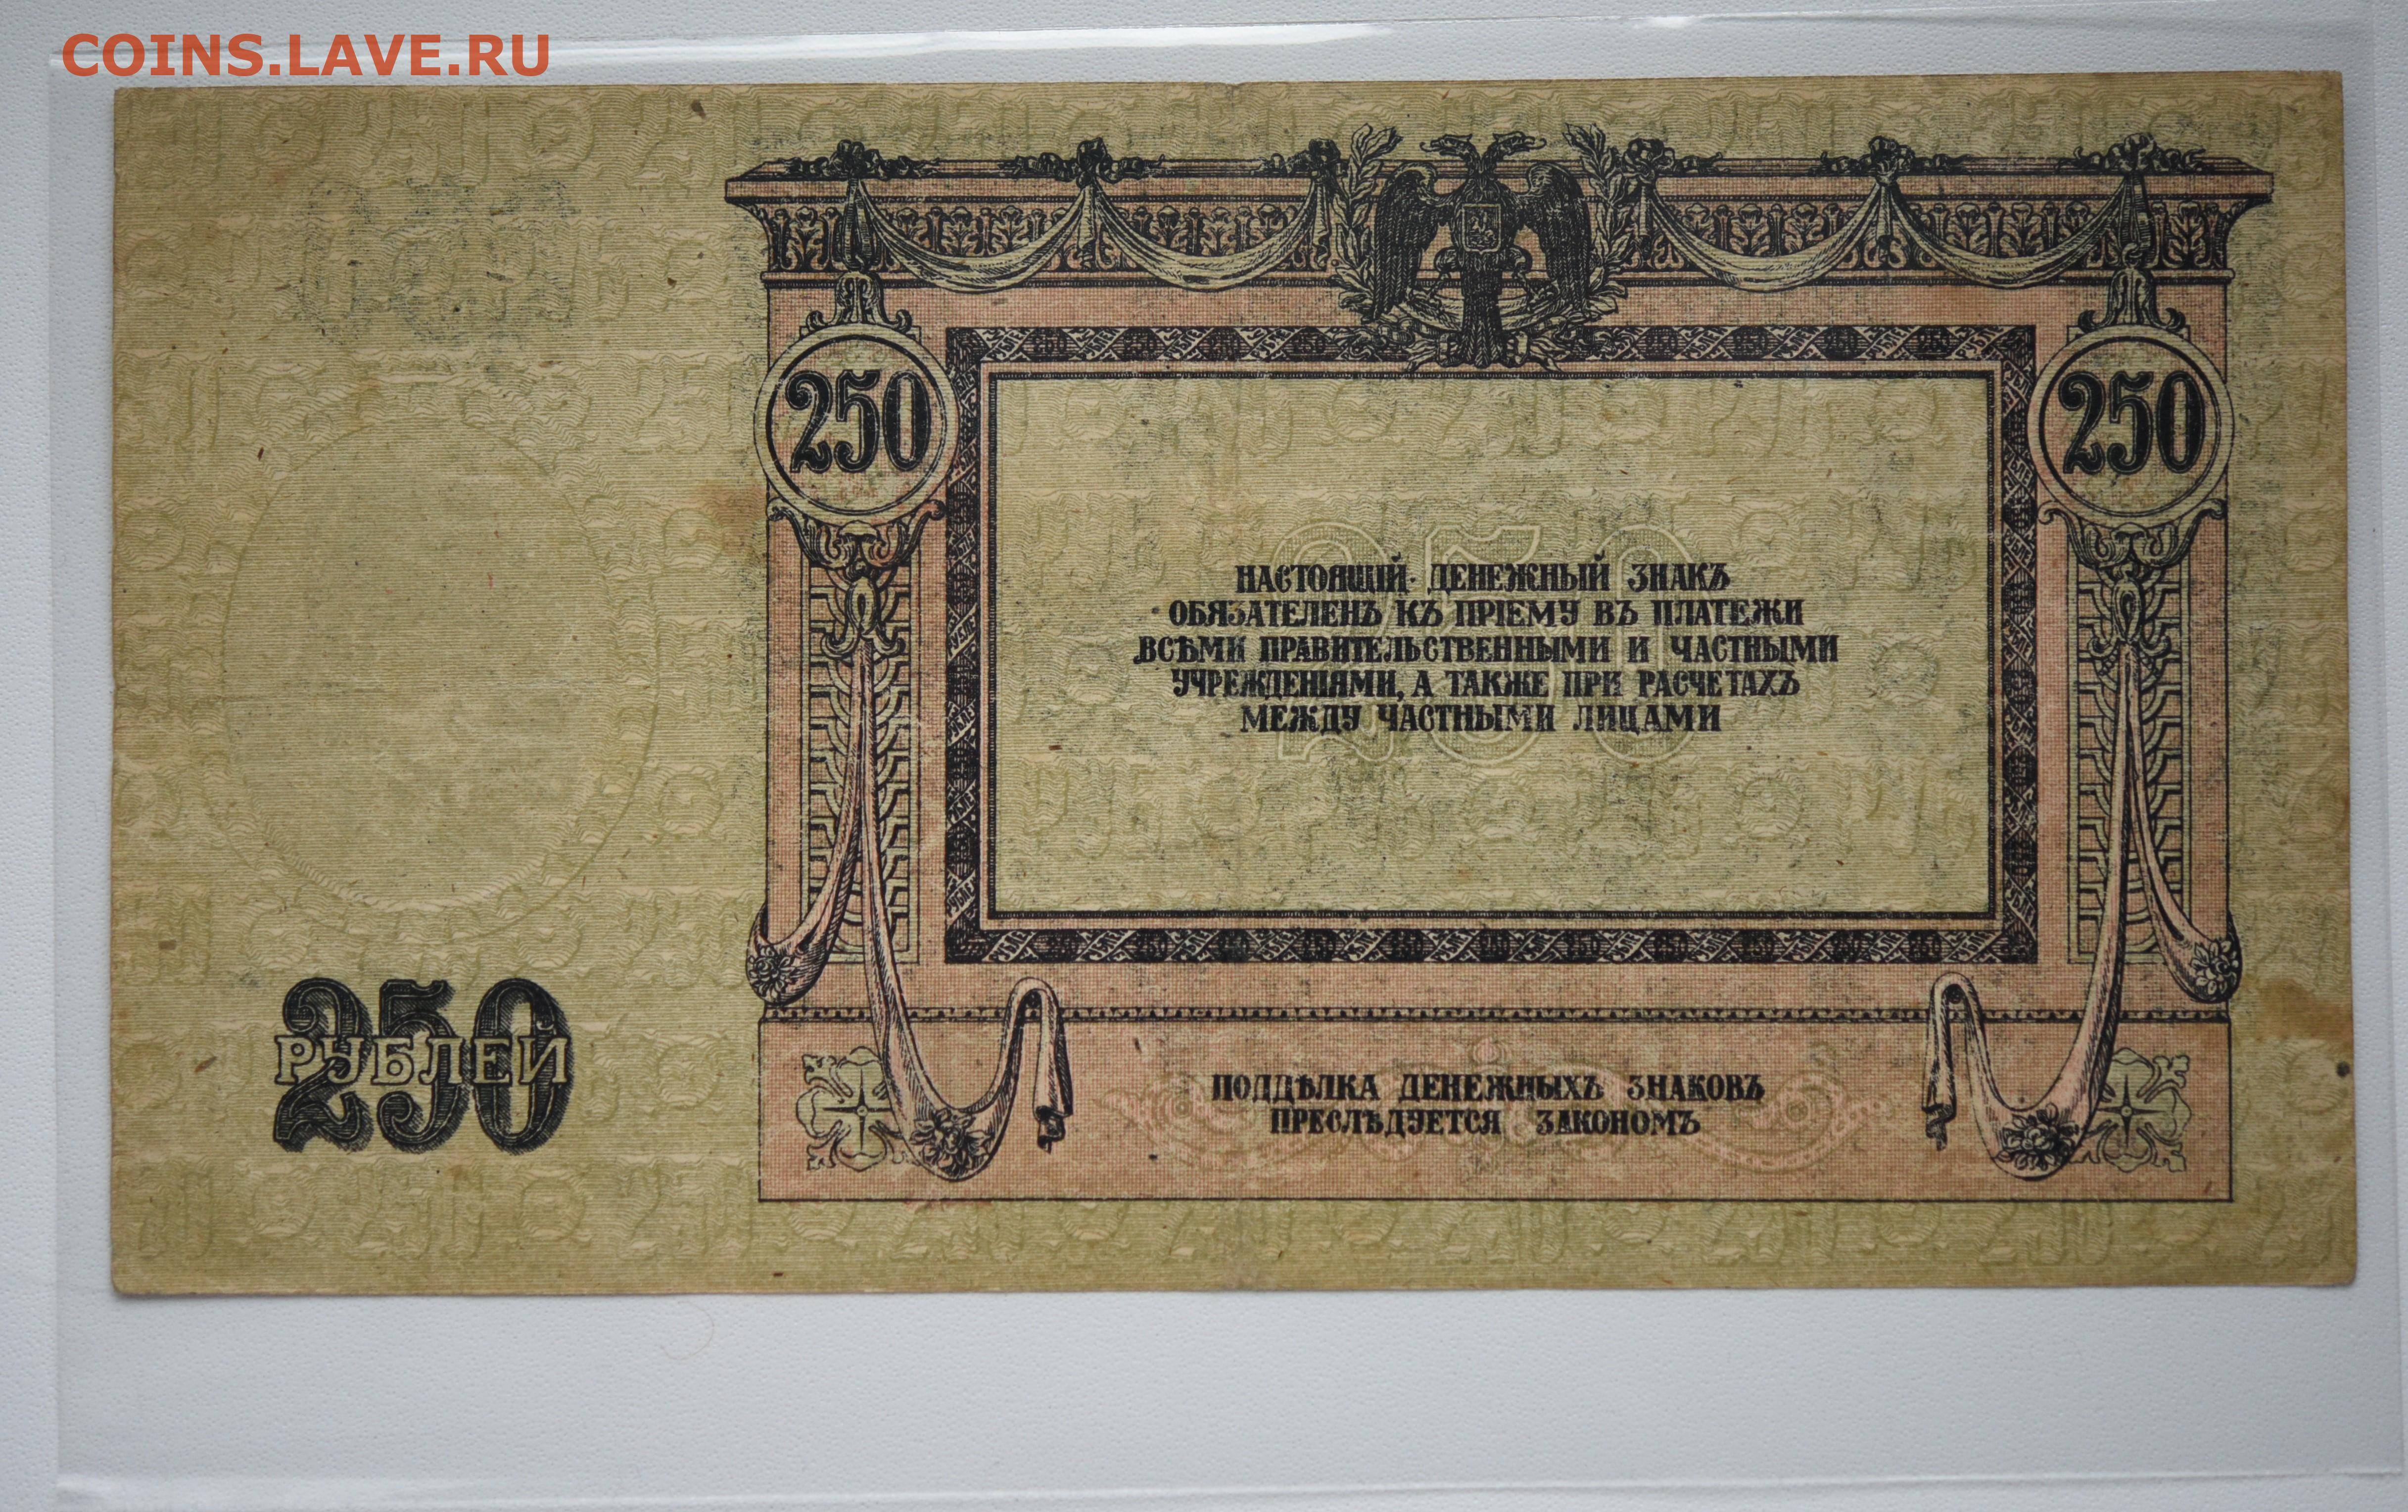 COINS.LAVE.RU
250
250
НАСТОЯЩІЙ ДЕНЕЖНЫЙ ЗНАКЪ
ОБЯЗАТЕЛЕНЪ КЪ ПРІЕМУ ВЪ ПЛАТЕЖИ
ВСѢМИ ПРАВИТЕЛЬСТВЕННЫМИ И ЧАСТНЫМИ
УЧРЕЖДЕНІЯМИ, А ТАКЖЕ ПРИ РАСЧЕТАХЪ
МЕЖДУ ЧАСТНЫМИ ЛИЦАМИ
250
РУБЛЕЙ
ПОДДѢЛКА ДЕНЕЖНЫХЪ ЗНАКОВЪ
ПРЕСЛѢДУЕТСЯ ЗАКОНОМЪ